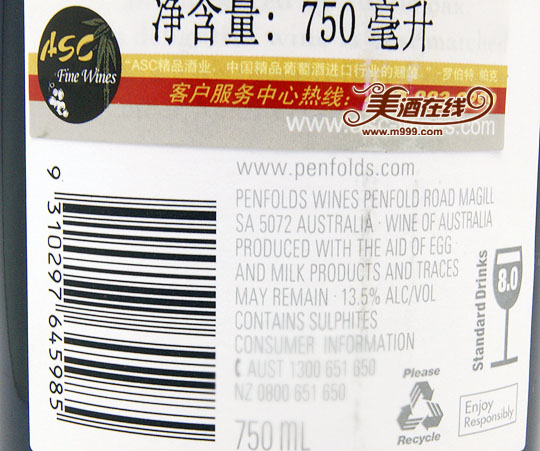 净含量: 750 毫升
ASC
Fine Wines
"ASC精品酒业, 中国精品葡萄酒进口行业的
-罗伯特·帕克
客户服务中心热线:
美酒在线
www.m999.com
www.
www.penfolds.com
PENFOLDS WINES PENFOLD ROAD MAGILL
SA 5072 AUSTRALIA · WINE OF AUSTRALIA
PRODUCED WITH THE AID OF EGG
AND MILK PRODUCTS AND TRACES
MAY REMAIN · 13.5% ALC/VOL
CONTAINS SULPHITES
CONSUMER INFORMATION
AUST 1300 651 650
NZ 0800 651 650
750 ML
9 310297 645985
Standard Drinks
8.0
Please
Recycle
Enjoy
Responsibly